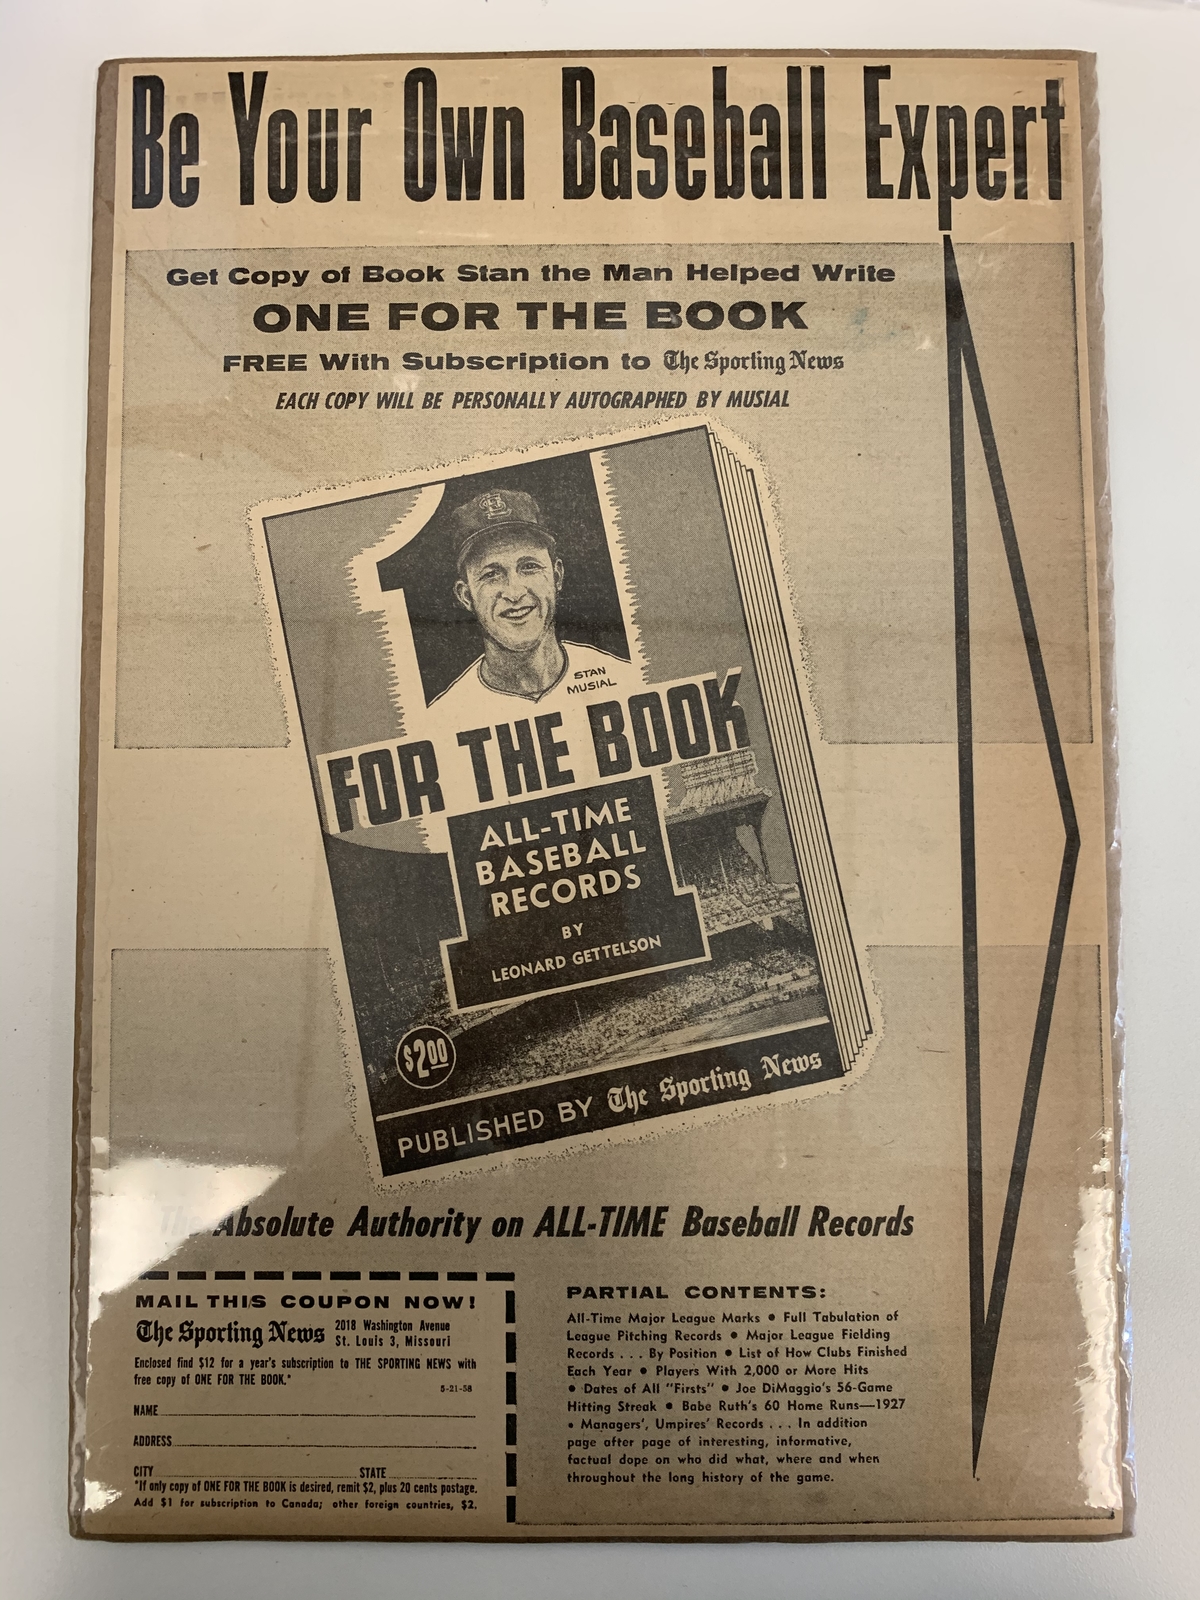 Be Your Own Baseball Expert
Get Copy of Book Stan the Man Helped Write
ONE FOR THE BOOK
FREE With Subscription to The Sporting News
EACH COPY WILL BE PERSONALLY AUTOGRAPHED BY MUSIAL
1
STAN
MUSIAL
FOR THE BOOK
ALL-TIME
BASEBALL
RECORDS
BY
LEONARD GETTELSON
$2.00
PUBLISHED BY The Sporting News
The Absolute Authority on ALL-TIME Baseball Records
MAIL THIS COUPON NOW!
The Sporting News 2018 Washington Avenue
St. Louis 3, Missouri
Enclosed find $12 for a year's subscription to THE SPORTING NEWS with
free copy of ONE FOR THE BOOK.*
5-21-58
NAME
ADDRESS
CITY STATE
*If only copy of ONE FOR THE BOOK is desired, remit $2, plus 20 cents postage.
Add $1 for subscription to Canada; other foreign countries, $2.
PARTIAL CONTENTS:
All-Time Major League Marks • Full Tabulation of
League Pitching Records • Major League Fielding
Records . . . By Position • List of How Clubs Finished
Each Year • Players With 2,000 or More Hits
• Dates of All "Firsts" • Joe DiMaggio's 56-Game
Hitting Streak • Babe Ruth's 60 Home Runs—1927
• Managers', Umpires' Records . . . In addition
page after page of interesting, informative,
factual dope on who did what, where and when
throughout the long history of the game.